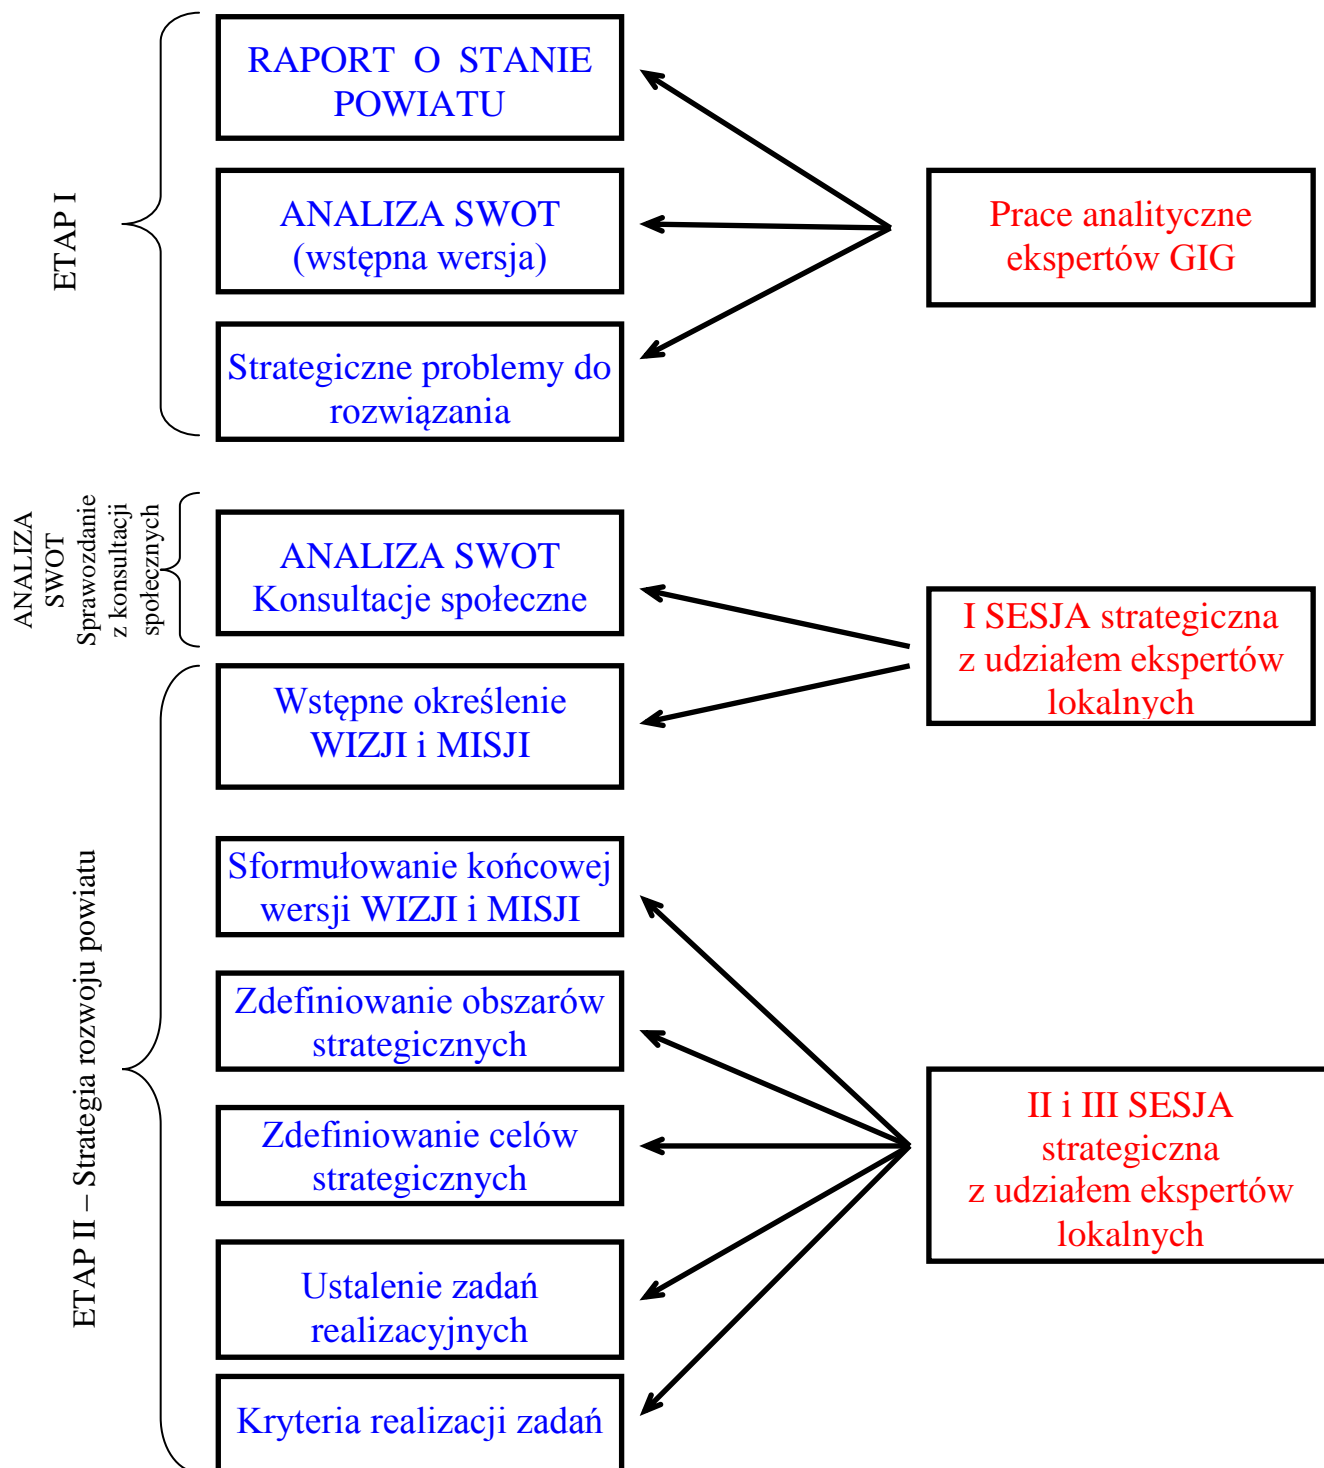 ETAP I
RAPORT O STANIE
POWIATU
ANALIZA SWOT
(wstępna wersja)
Strategiczne problemy do
rozwiązania
Prace analityczne
ekspertów GIG
ANALIZA
SWOT
Sprawozdanie
z konsultacji
społecznych
ANALIZA SWOT
Konsultacje społeczne
I SESJA strategiczna
z udziałem ekspertów
lokalnych
ETAP II – Strategia rozwoju powiatu
Wstępne określenie
WIZJI i MISJI
Sformułowanie końcowej
wersji WIZJI i MISJI
Zdefiniowanie obszarów
strategicznych
Zdefiniowanie celów
strategicznych
Ustalenie zadań
realizacyjnych
Kryteria realizacji zadań
II i III SESJA
strategiczna
z udziałem ekspertów
lokalnych